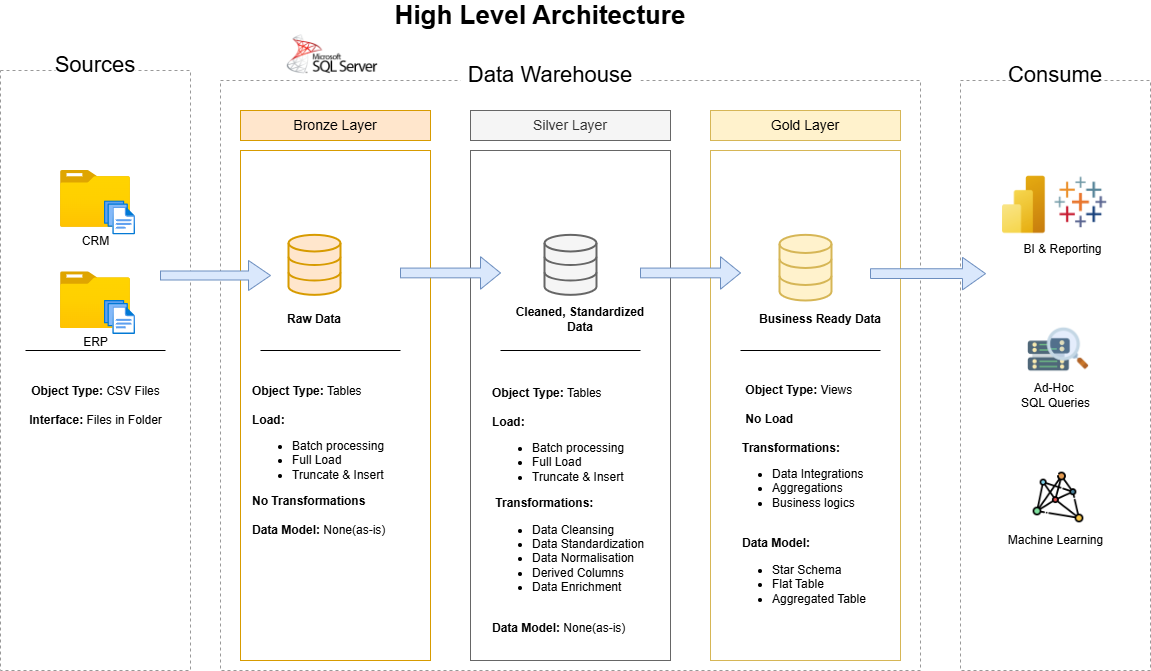 High Level Architecture
Sources
CRM
ERP
Object Type: CSV Files
Interface: Files in Folder
Microsoft
SQL Server
Data Warehouse
Bronze Layer
Raw Data
Object Type: Tables
Load:
Batch processing
Full Load
Truncate & Insert
No Transformations
Data Model: None(as-is)
Silver Layer
Cleaned, Standardized
Data
Object Type: Tables
Load:
Batch processing
Full Load
Truncate & Insert
Transformations:
Data Cleansing
Data Standardization
Data Normalisation
Derived Columns
Data Enrichment
Data Model: None(as-is)
Gold Layer
Business Ready Data
Object Type: Views
No Load
Transformations:
Data Integrations
Aggregations
Business logics
Data Model:
Star Schema
Flat Table
Aggregated Table
Consume
BI & Reporting
Ad-Hoc
SQL Queries
Machine Learning